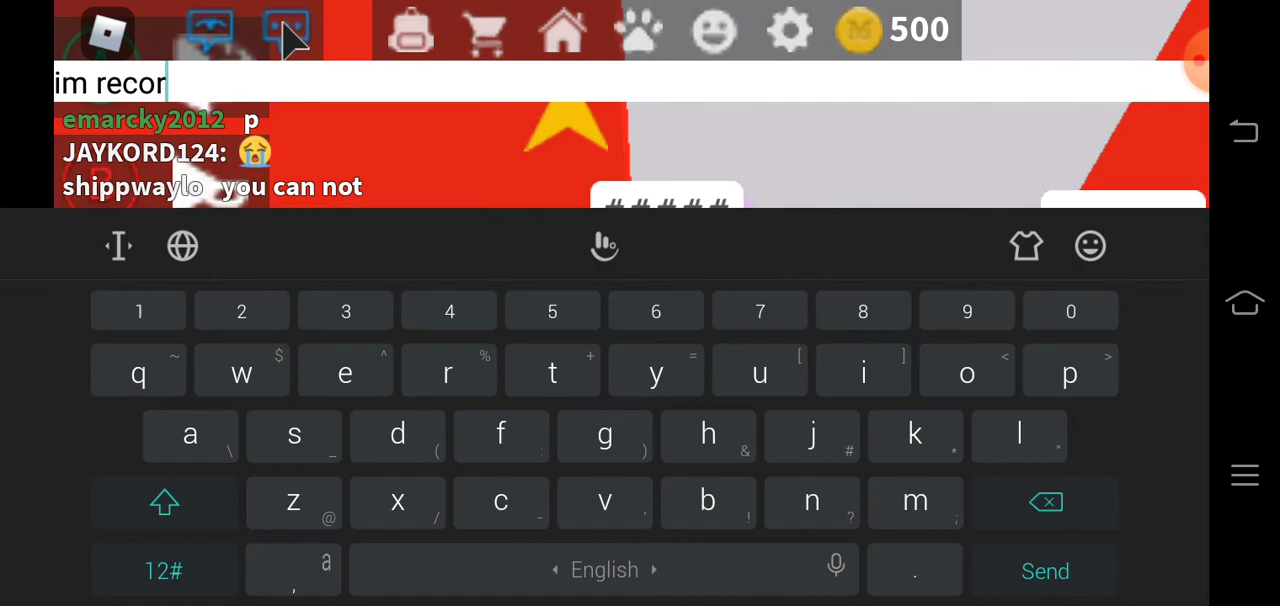 500
im recor
emarcky2012 p
JAYKORD124: 😭
shippwaylo you can not
#####
1 2 3 4 5 6 7 8 9 0
~ $ ^ % + = [ ] < >
q w e r t y u i o p
a s d f g h j k l
\ _ ( : ) & # * "
z x c v b n m
@ / - ' ! ? ;
12# a , English . Send